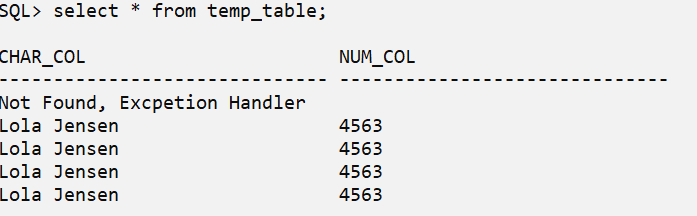 SQL> select * from temp_table;
CHAR_COL NUM_COL
------------------------------ ------------------------------
Not Found, Excpetion Handler
Lola Jensen 4563
Lola Jensen 4563
Lola Jensen 4563
Lola Jensen 4563